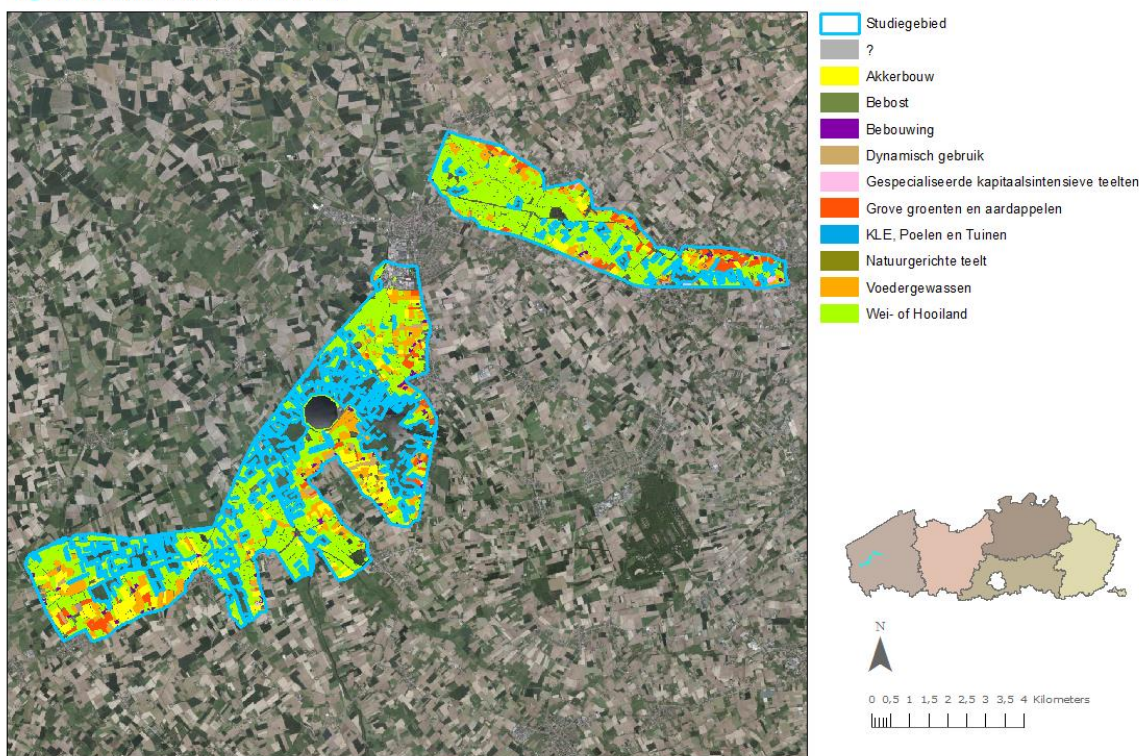 Studiegebied
?
Akkerbouw
Bebost
Bebouwing
Dynamisch gebruik
Gespecialiseerde kapitaalsintensieve teelten
Grove groenten en aardappelen
KLE, Poelen en Tuinen
Natuurgerichte teelt
Voedergewassen
Wei- of Hooiland
N
0 0,5 1 1,5 2 2,5 3 3,5 4 Kilometers